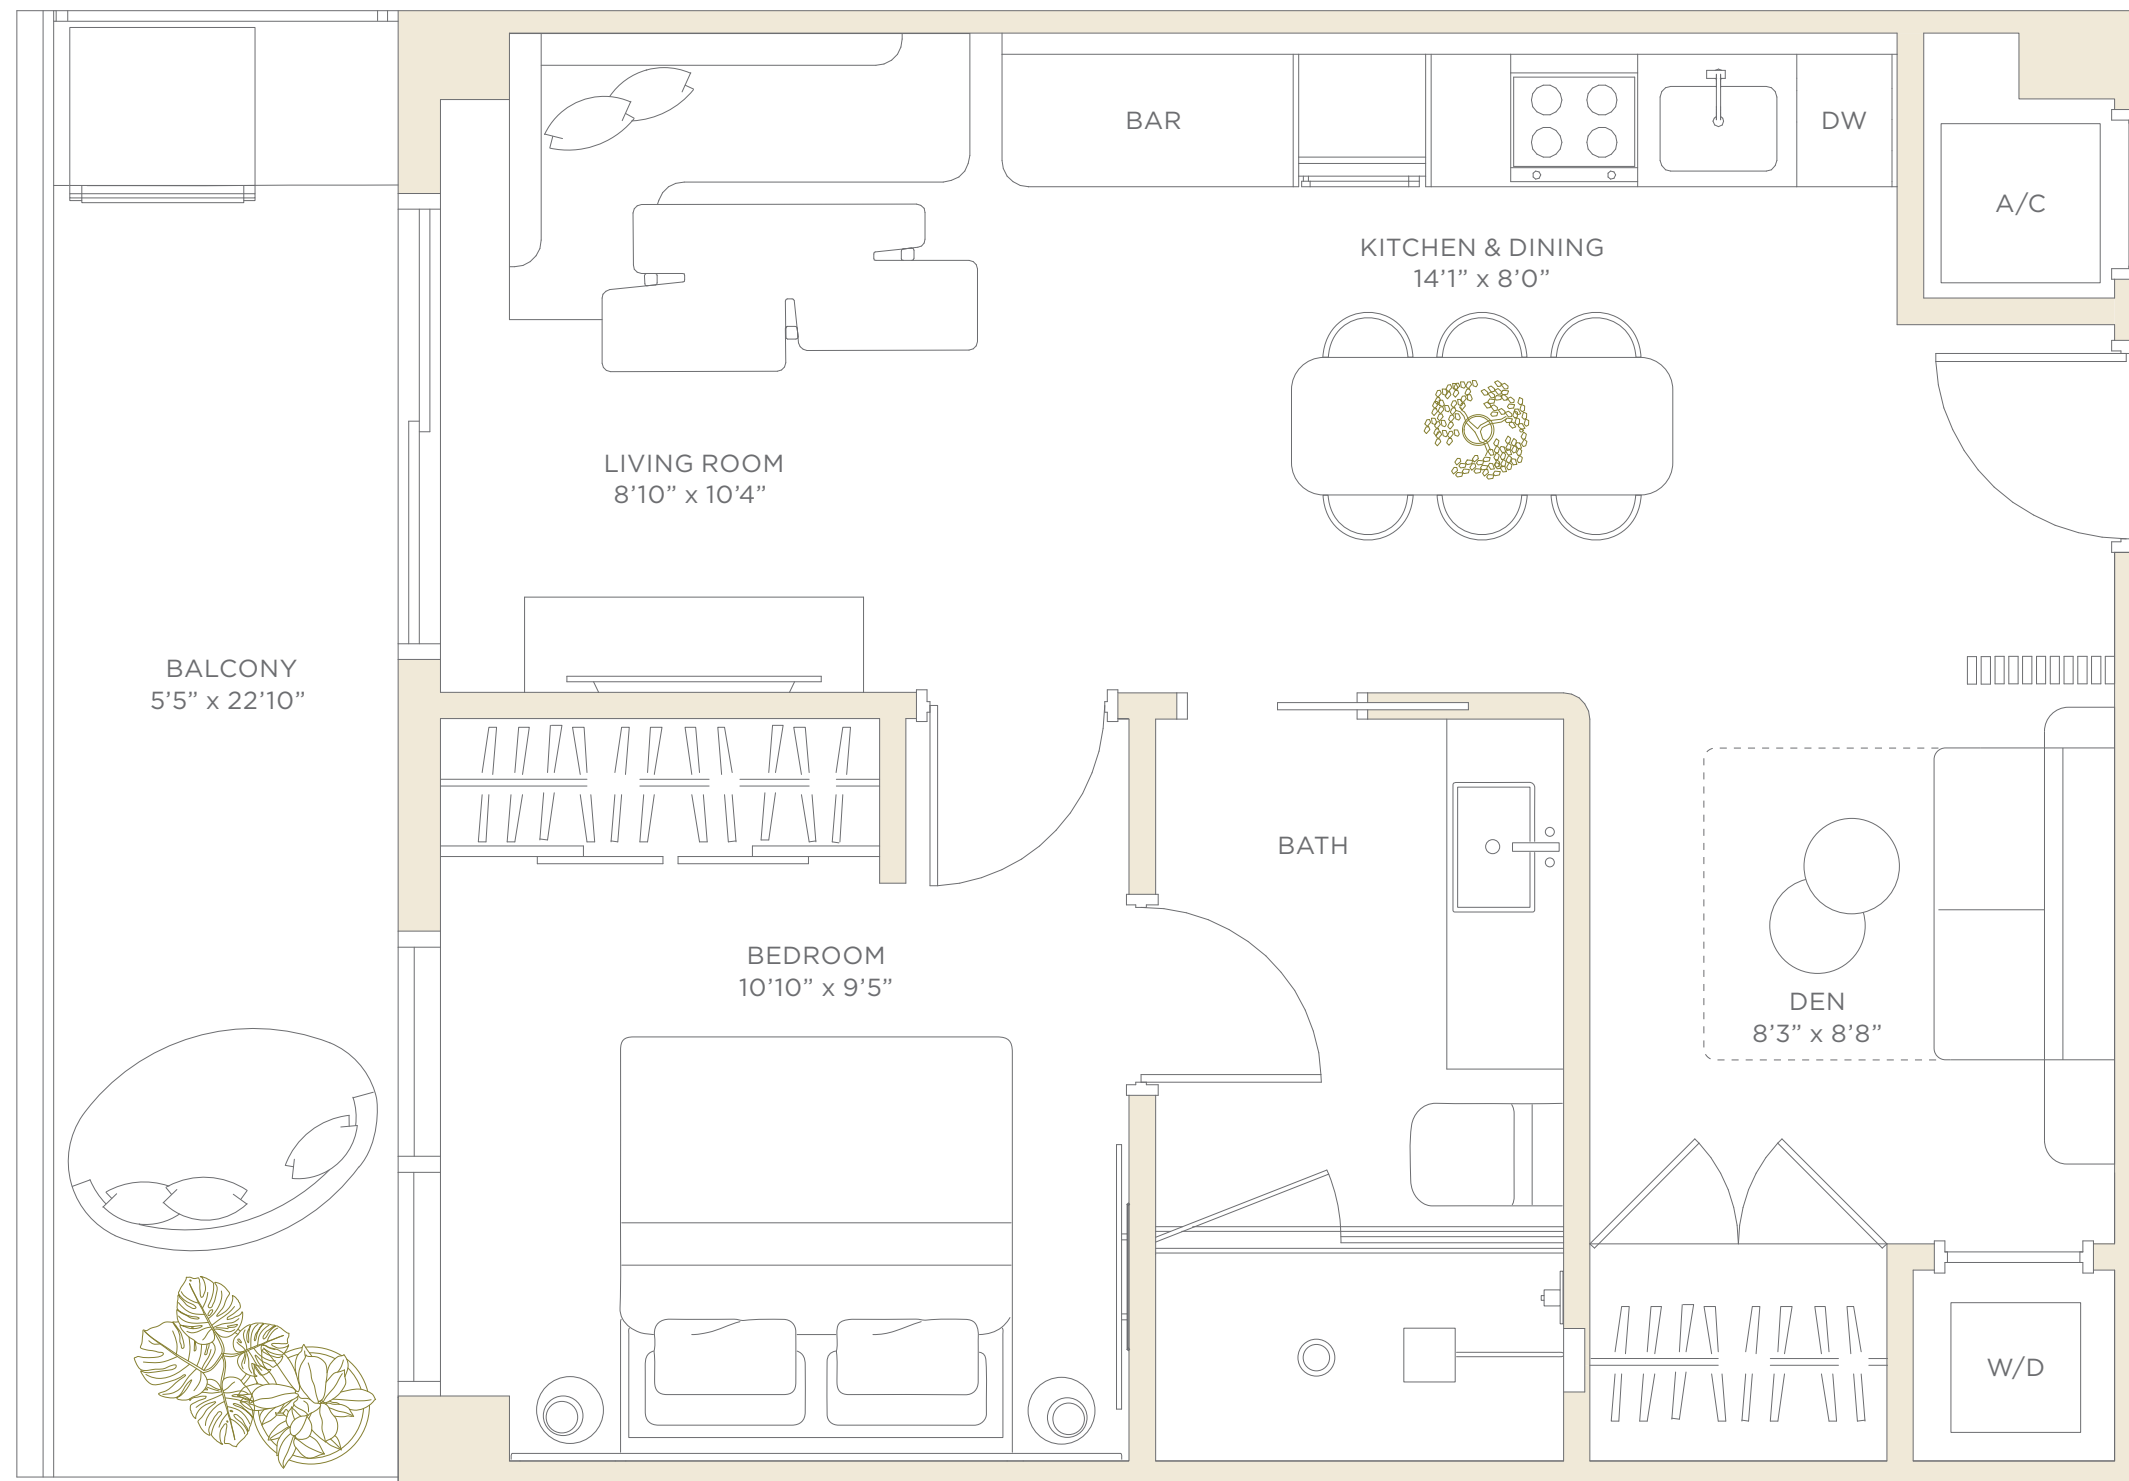 BAR
DW
A/C
KITCHEN & DINING
14’1” x 8’0”
LIVING ROOM
8’10” x 10’4”
BALCONY
5’5” x 22’10”
BATH
BEDROOM
10’10” x 9’5”
DEN
8’3” x 8’8”
W/D